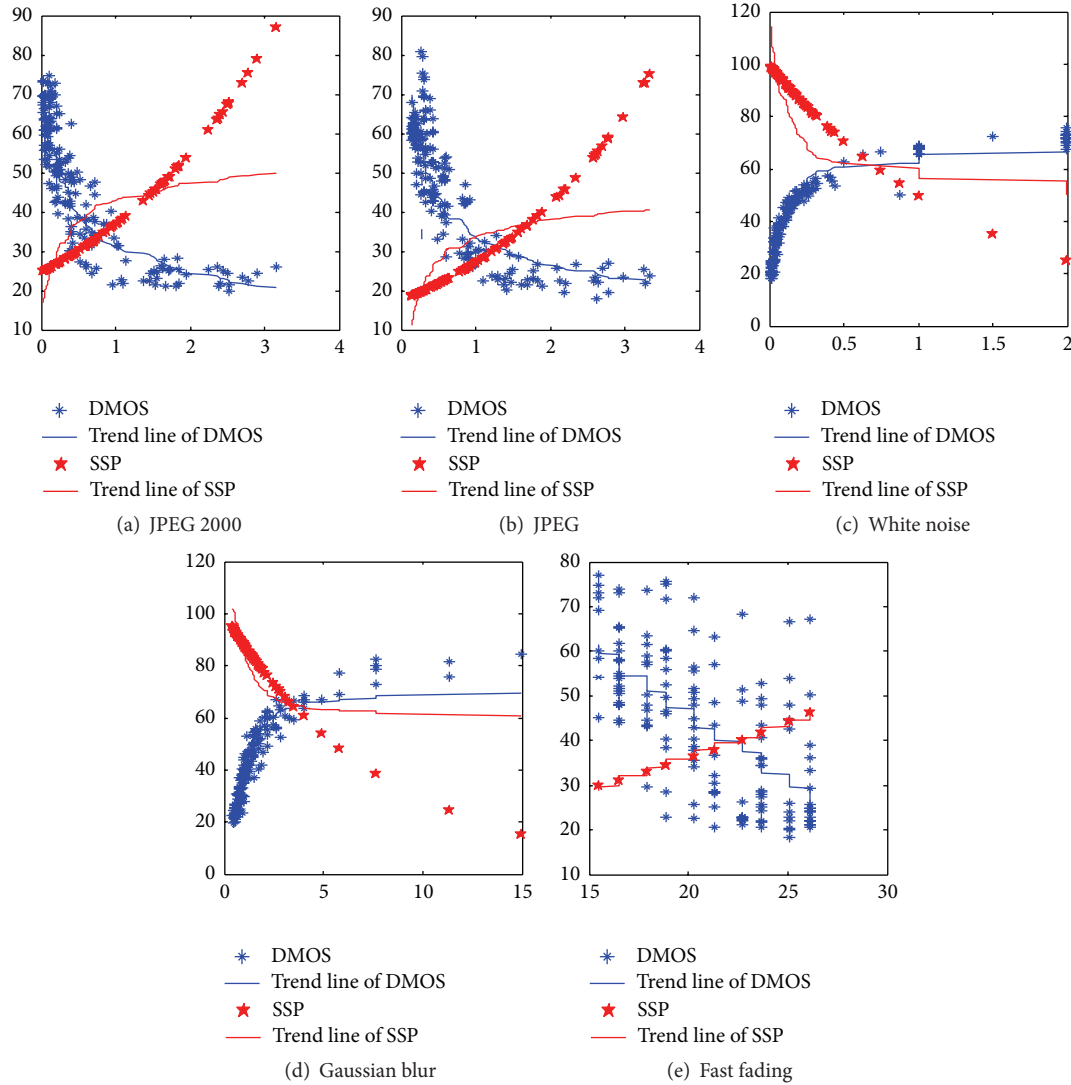 90
80
70
60
50
40
30
20
10
0 1 2 3 4
DMOS
Trend line of DMOS
SSP
Trend line of SSP
(a) JPEG 2000
90
80
70
60
50
40
30
20
10
0 1 2 3 4
DMOS
Trend line of DMOS
SSP
Trend line of SSP
(b) JPEG
120
100
80
60
40
20
0
0 0.5 1 1.5 2
DMOS
Trend line of DMOS
SSP
Trend line of SSP
(c) White noise
120
100
80
60
40
20
0
0 5 10 15
DMOS
Trend line of DMOS
SSP
Trend line of SSP
(d) Gaussian blur
80
70
60
50
40
30
20
10
15 20 25 30
DMOS
Trend line of DMOS
SSP
Trend line of SSP
(e) Fast fading